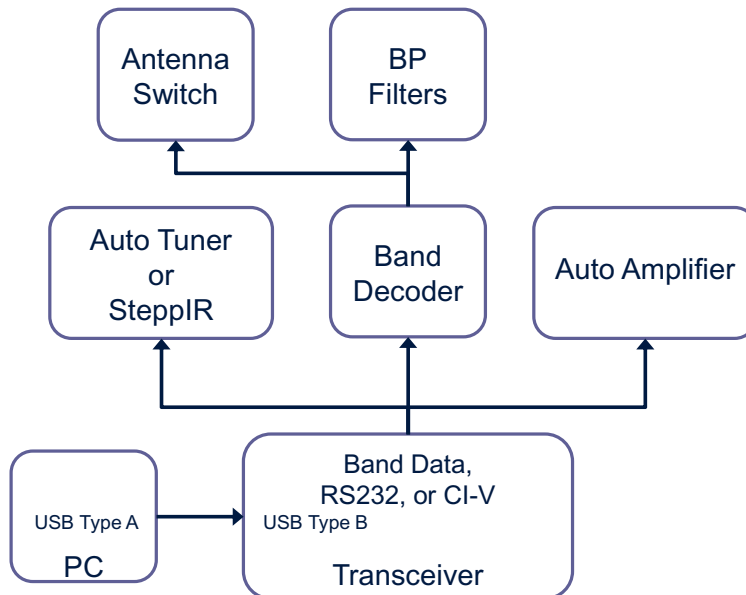 Antenna
Switch
BP
Filters
Auto Tuner
or
SteppIR
Band
Decoder
Auto Amplifier
Band Data,
RS232, or CI-V
USB Type A
USB Type B
PC
Transceiver